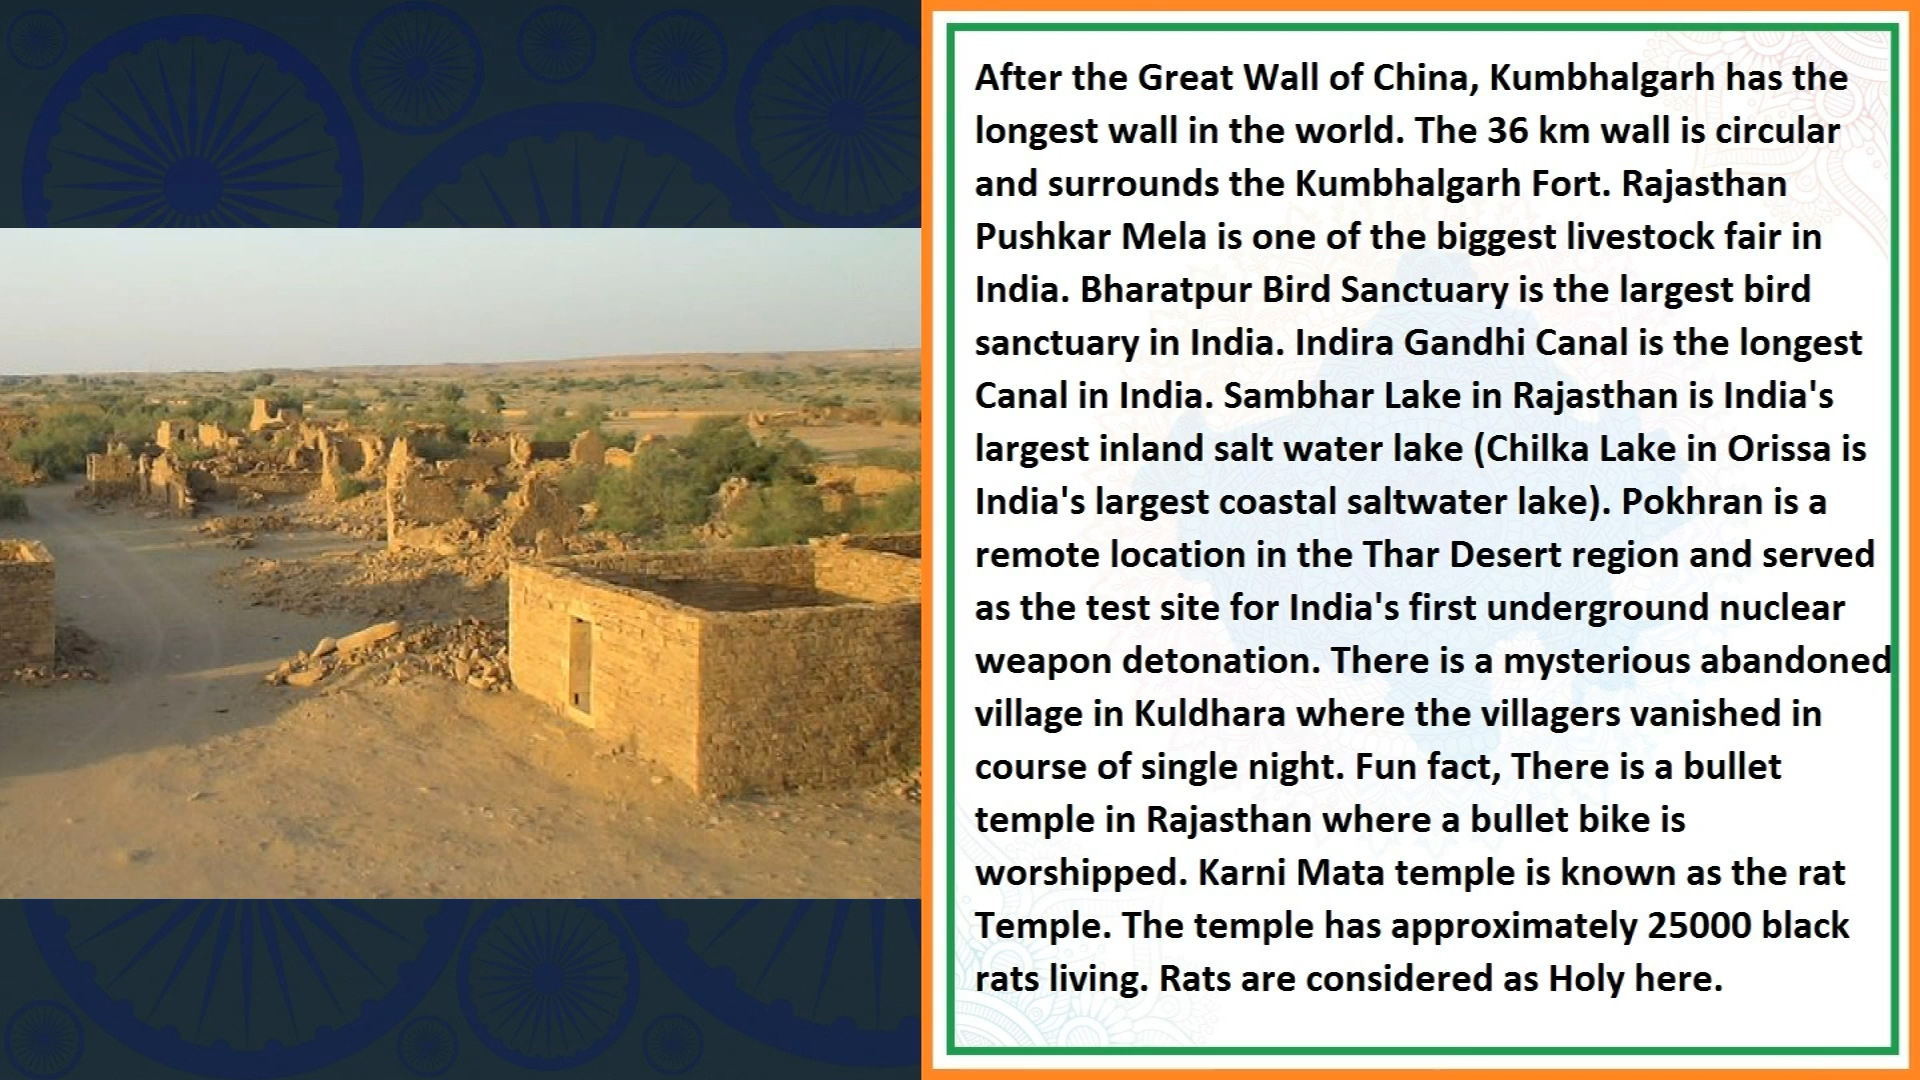 After the Great Wall of China, Kumbhalgarh has the
longest wall in the world. The 36 km wall is circular
and surrounds the Kumbhalgarh Fort. Rajasthan
Pushkar Mela is one of the biggest livestock fair in
India. Bharatpur Bird Sanctuary is the largest bird
sanctuary in India. Indira Gandhi Canal is the longest
Canal in India. Sambhar Lake in Rajasthan is India's
largest inland salt water lake (Chilka Lake in Orissa is
India's largest coastal saltwater lake). Pokhran is a
remote location in the Thar Desert region and served
as the test site for India's first underground nuclear
weapon detonation. There is a mysterious abandoned
village in Kuldhara where the villagers vanished in
course of single night. Fun fact, There is a bullet
temple in Rajasthan where a bullet bike is
worshipped. Karni Mata temple is known as the rat
Temple. The temple has approximately 25000 black
rats living. Rats are considered as Holy here.